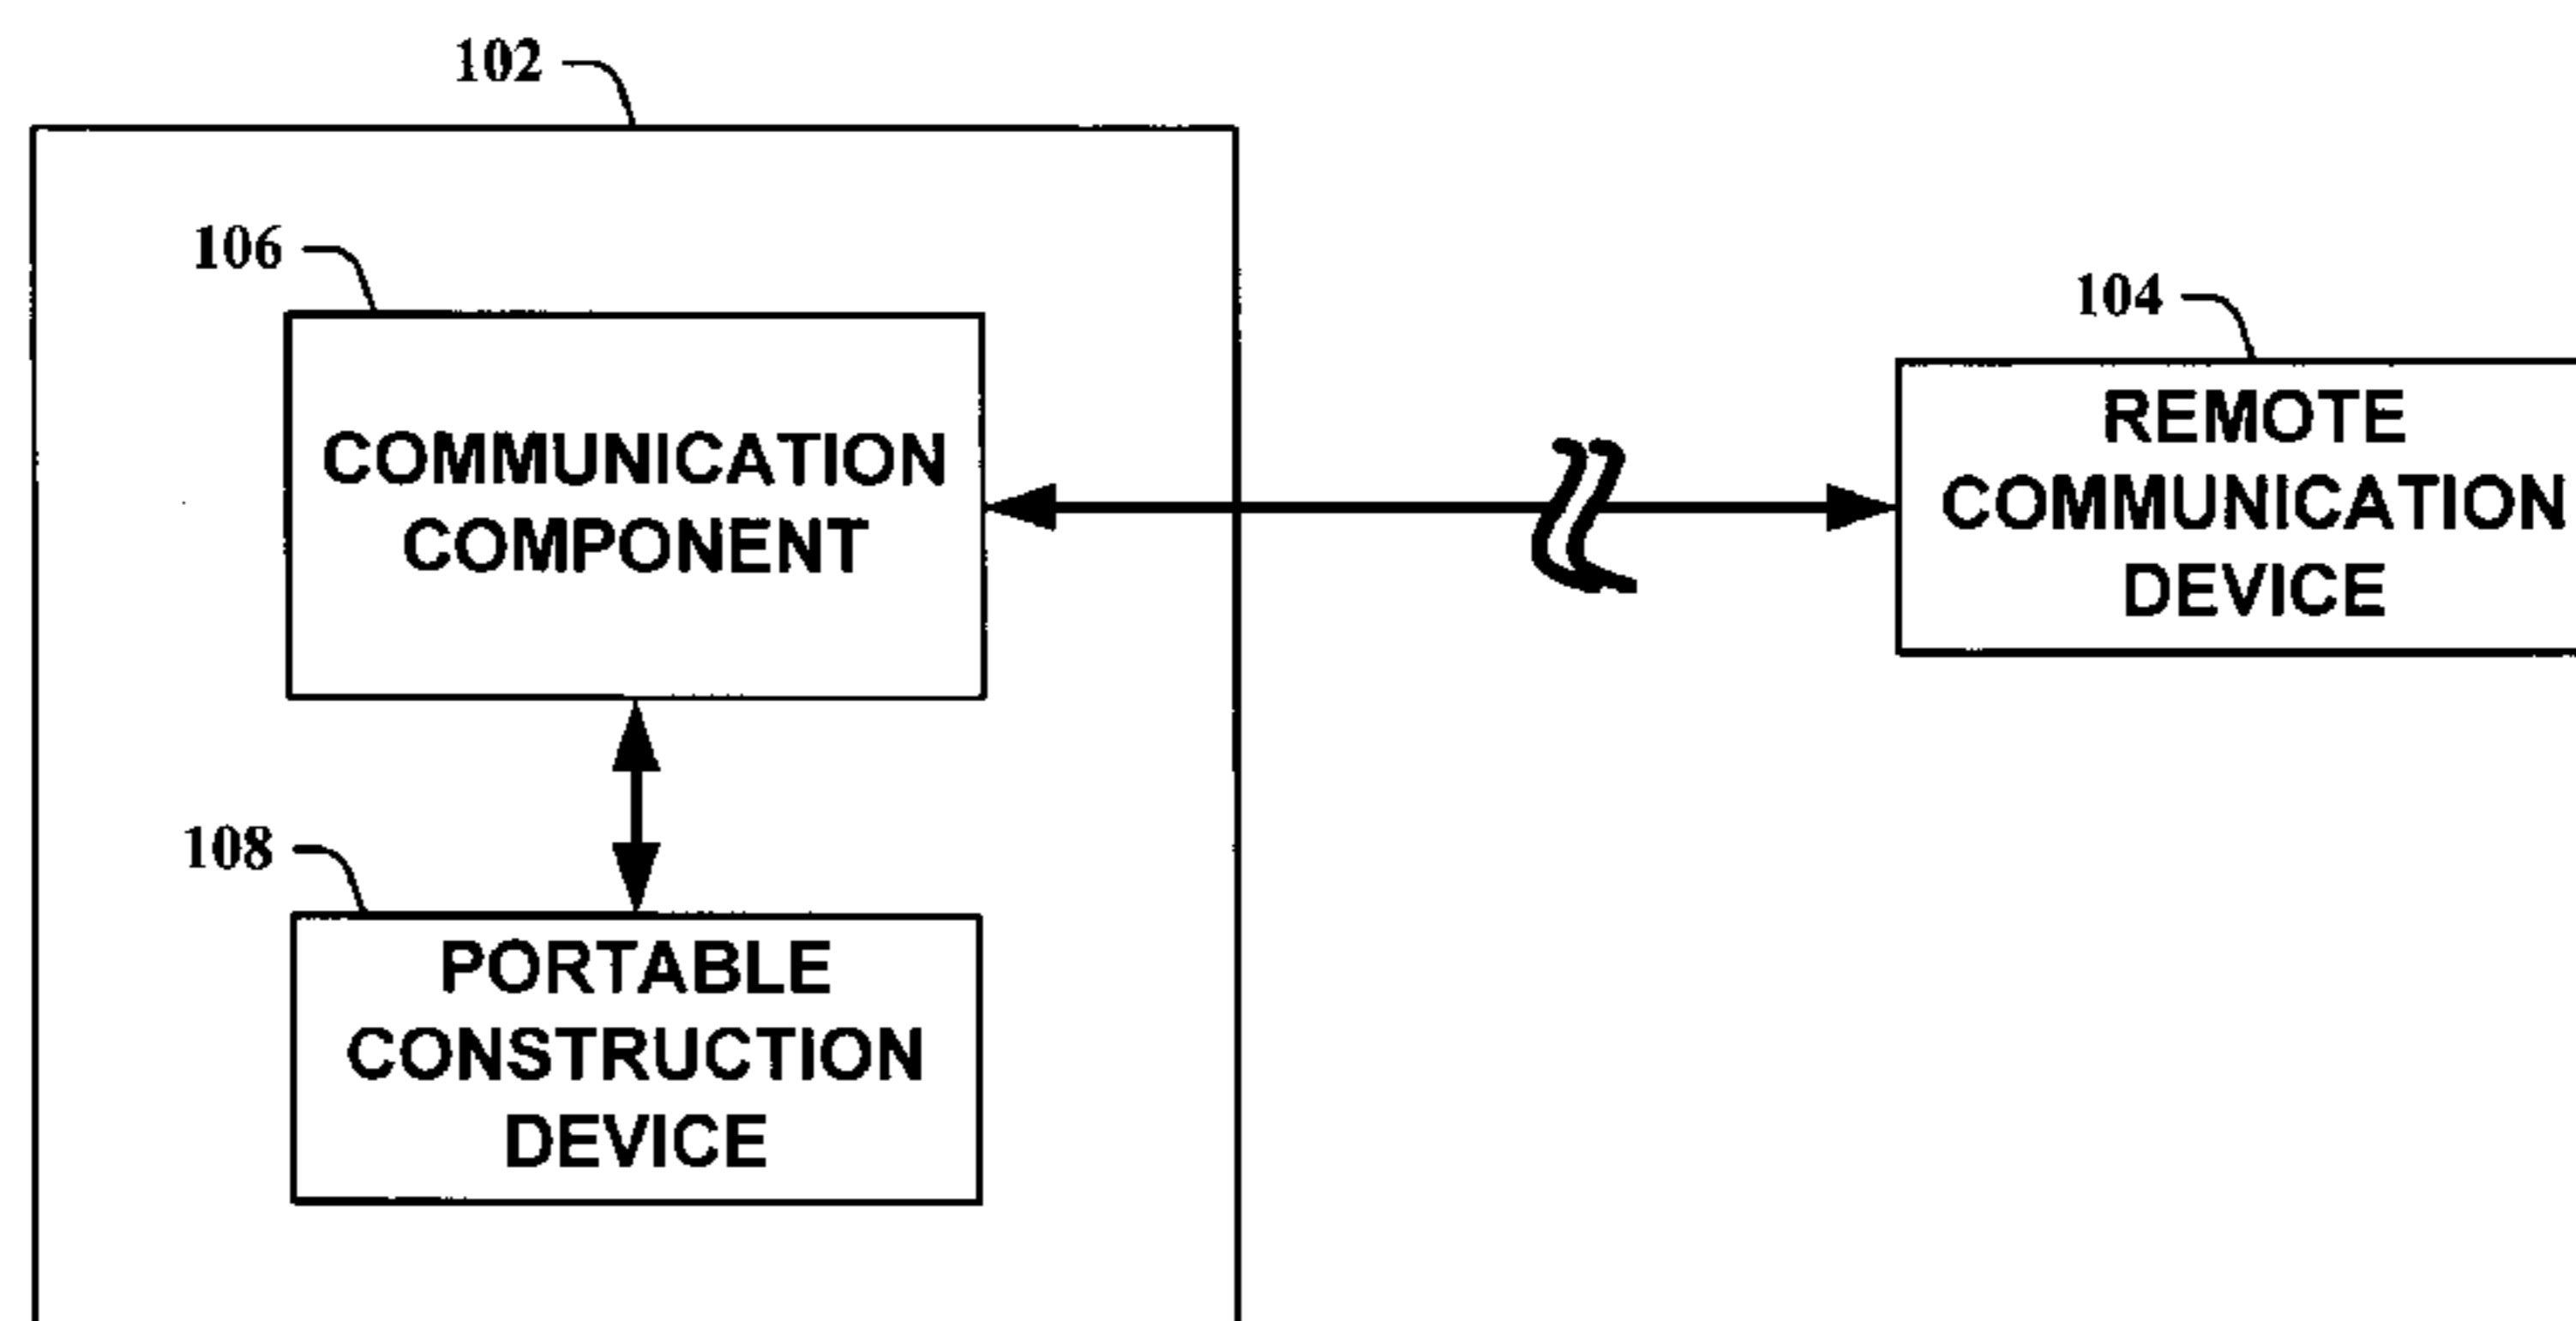 102
106
104
COMMUNICATION
COMPONENT
REMOTE
COMMUNICATION
DEVICE
108
PORTABLE
CONSTRUCTION
DEVICE